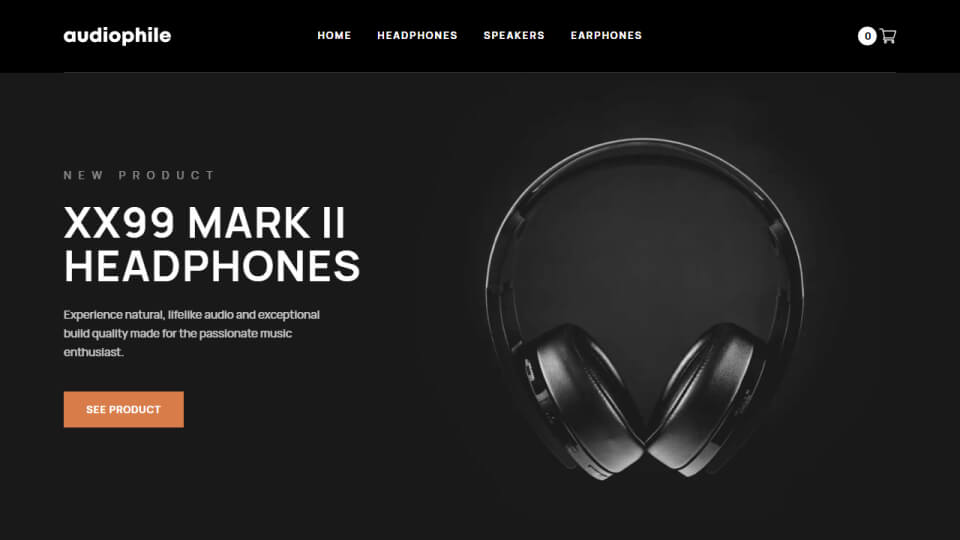 audiophile
HOME HEADPHONES SPEAKERS EARPHONES
0
NEW PRODUCT
XX99 MARK II
HEADPHONES
Experience natural, lifelike audio and exceptional
build quality made for the passionate music
enthusiast.
SEE PRODUCT